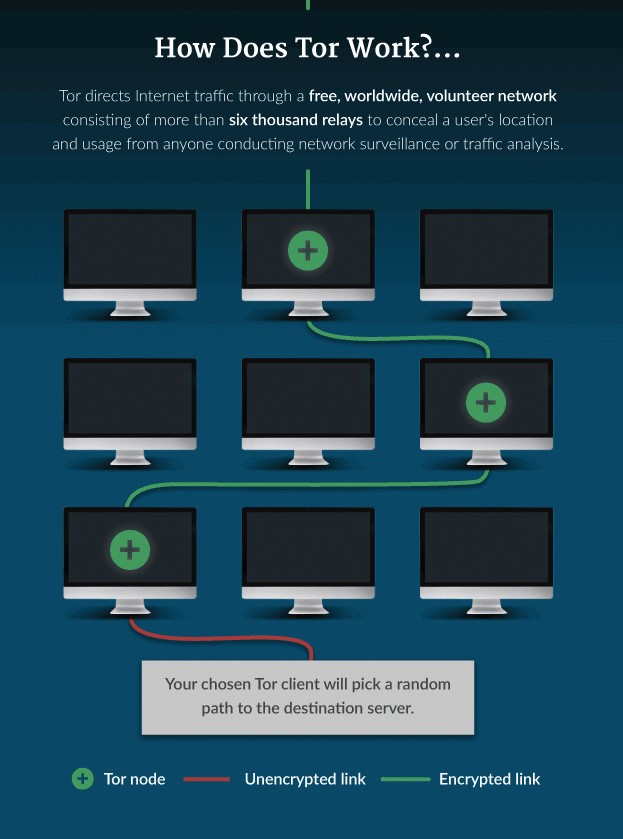 How Does Tor Work?...
Tor directs Internet traffic through a free, worldwide, volunteer network
consisting of more than six thousand relays to conceal a user's location
and usage from anyone conducting network surveillance or traffic analysis.
Your chosen Tor client will pick a random
path to the destination server.
Tor node Unencrypted link Encrypted link